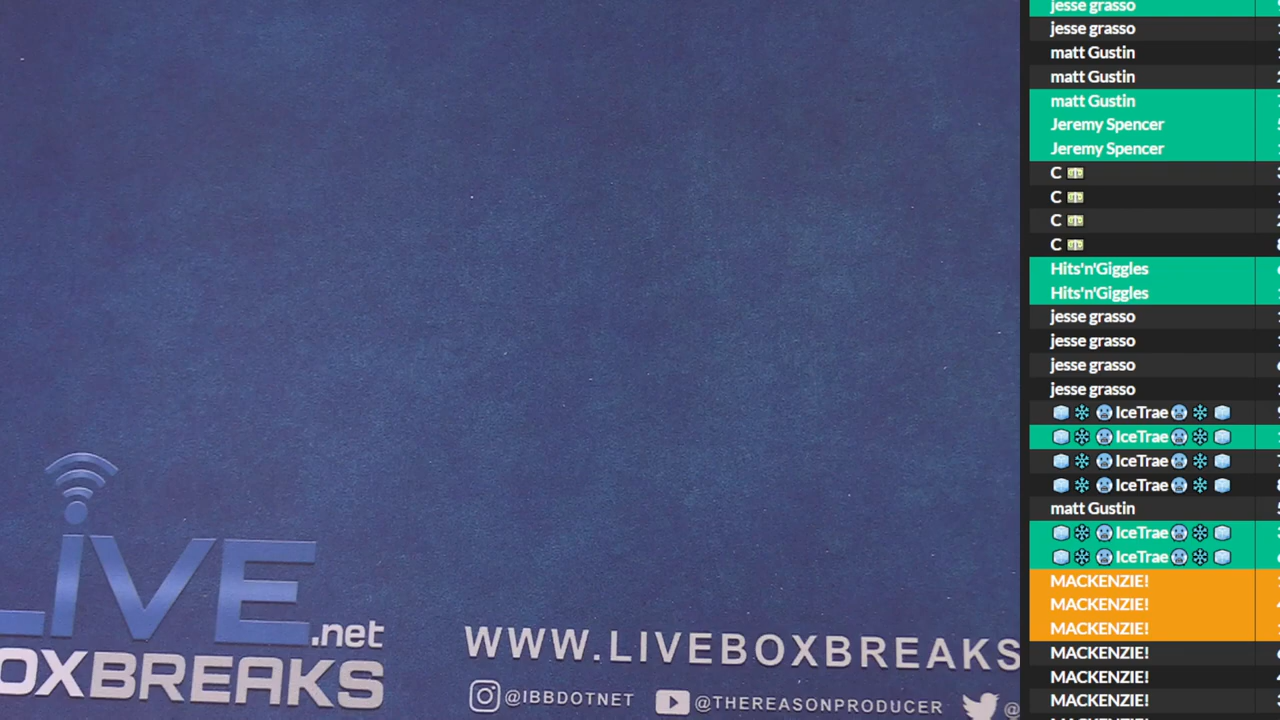 LIVE
.net
OXBREAKS
WWW.LIVEBOXBREAKS
@IBBDOTNET
@THEREASONPRODUCER
@
jesse grasso
jesse grasso
matt Gustin
matt Gustin
matt Gustin
Jeremy Spencer
Jeremy Spencer
C
C
C
C
Hits'n'Giggles
Hits'n'Giggles
jesse grasso
jesse grasso
jesse grasso
jesse grasso
IceTrae
IceTrae
IceTrae
IceTrae
matt Gustin
IceTrae
IceTrae
MACKENZIE!
MACKENZIE!
MACKENZIE!
MACKENZIE!
MACKENZIE!
MACKENZIE!